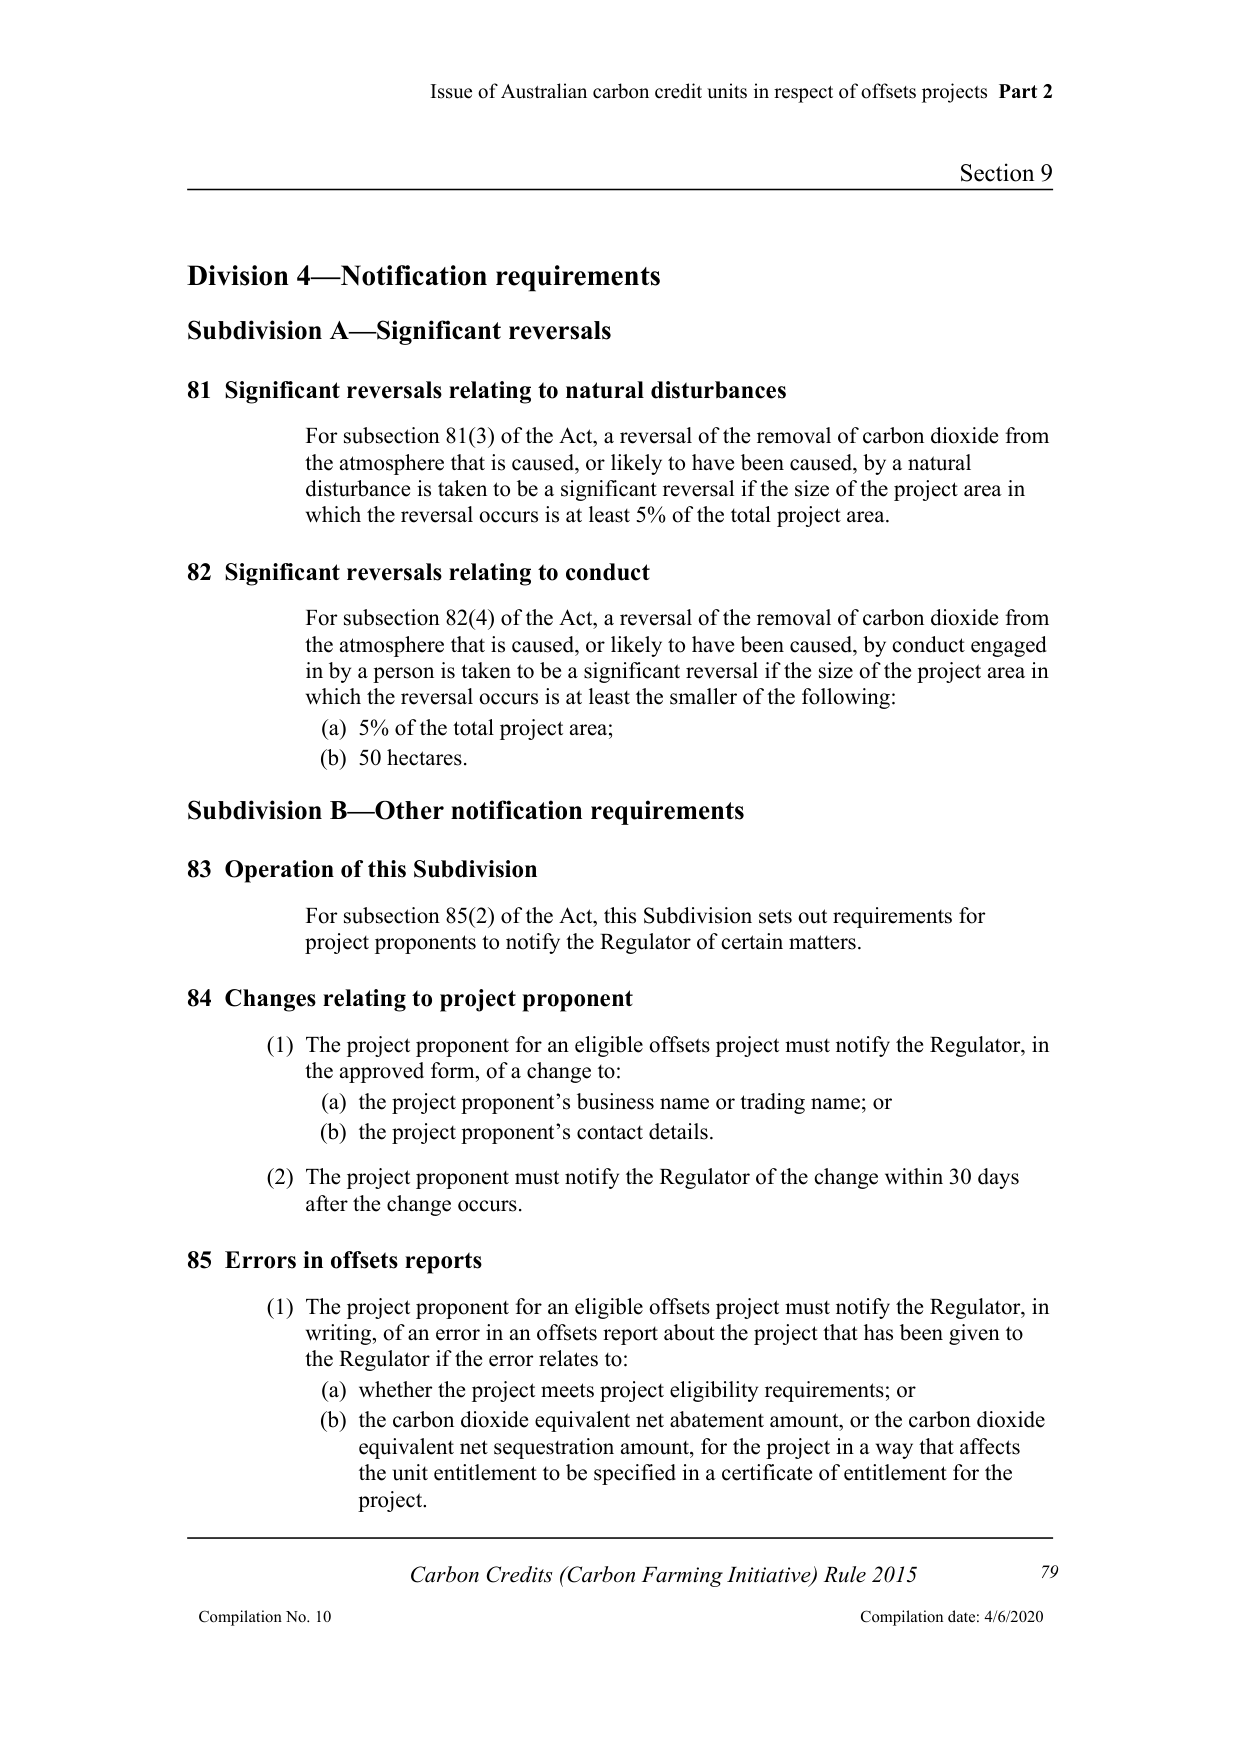 Issue of Australian carbon credit units in respect of offsets projects Part 2
Section 9
Division 4—Notification requirements
Subdivision A—Significant reversals
81 Significant reversals relating to natural disturbances
For subsection 81(3) of the Act, a reversal of the removal of carbon dioxide from
the atmosphere that is caused, or likely to have been caused, by a natural
disturbance is taken to be a significant reversal if the size of the project area in
which the reversal occurs is at least 5% of the total project area.
82 Significant reversals relating to conduct
For subsection 82(4) of the Act, a reversal of the removal of carbon dioxide from
the atmosphere that is caused, or likely to have been caused, by conduct engaged
in by a person is taken to be a significant reversal if the size of the project area in
which the reversal occurs is at least the smaller of the following:
(a) 5% of the total project area;
(b) 50 hectares.
Subdivision B—Other notification requirements
83 Operation of this Subdivision
For subsection 85(2) of the Act, this Subdivision sets out requirements for
project proponents to notify the Regulator of certain matters.
84 Changes relating to project proponent
(1) The project proponent for an eligible offsets project must notify the Regulator, in
the approved form, of a change to:
(a) the project proponent’s business name or trading name; or
(b) the project proponent’s contact details.
(2) The project proponent must notify the Regulator of the change within 30 days
after the change occurs.
85 Errors in offsets reports
(1) The project proponent for an eligible offsets project must notify the Regulator, in
writing, of an error in an offsets report about the project that has been given to
the Regulator if the error relates to:
(a) whether the project meets project eligibility requirements; or
(b) the carbon dioxide equivalent net abatement amount, or the carbon dioxide
equivalent net sequestration amount, for the project in a way that affects
the unit entitlement to be specified in a certificate of entitlement for the
project.
Carbon Credits (Carbon Farming Initiative) Rule 2015 79
Compilation No. 10 Compilation date: 4/6/2020